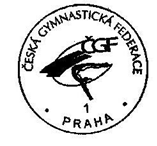 ČESKÁ GYMNASTICKÁ FEDERACE
ČGF
1
• PRAHA •